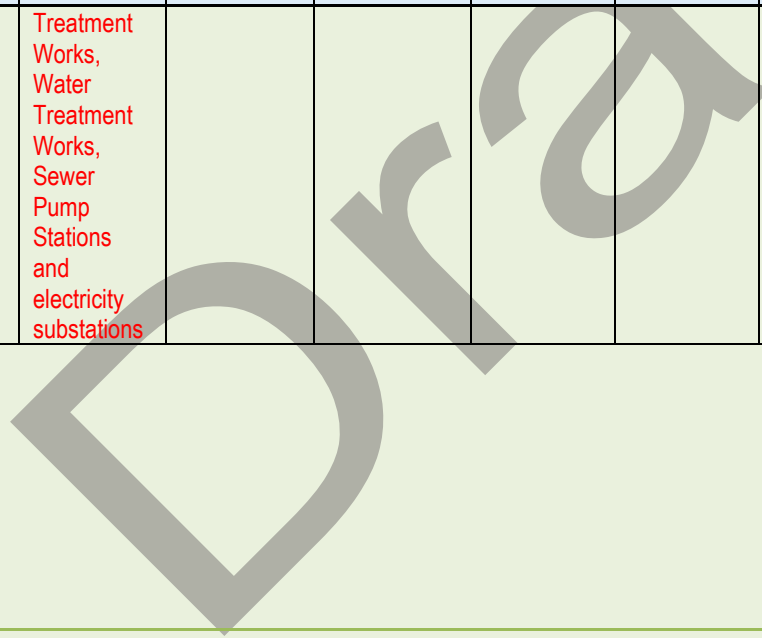 Treatment
Works,
Water
Treatment
Works,
Sewer
Pump
Stations
and
electricity
substations
Dra